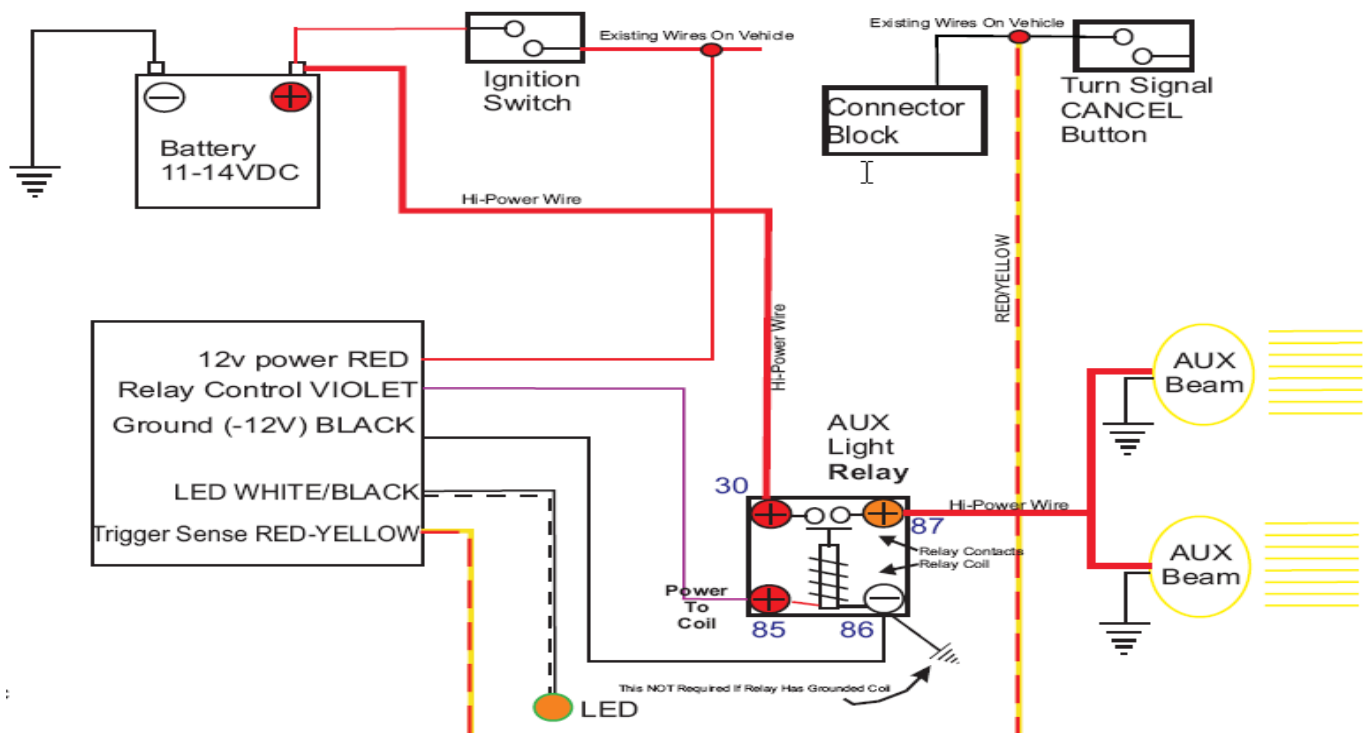 Existing Wires On Vehicle
Ignition
Switch
Battery
11-14VDC
Existing Wires On Vehicle
Connector
Block
Turn Signal
CANCEL
Button
Hi-Power Wire
Hi-Power Wire
RED/YELLOW
12v power RED
Relay Control VIOLET
Ground (-12V) BLACK
LED WHITE/BLACK
Trigger Sense RED-YELLOW
AUX
Light
Relay
30
87
Hi-Power Wire
Relay Contacts
Relay Coil
Power
To
Coil
85
86
This NOT Required If Relay Has Grounded Coil
LED
AUX
Beam
AUX
Beam